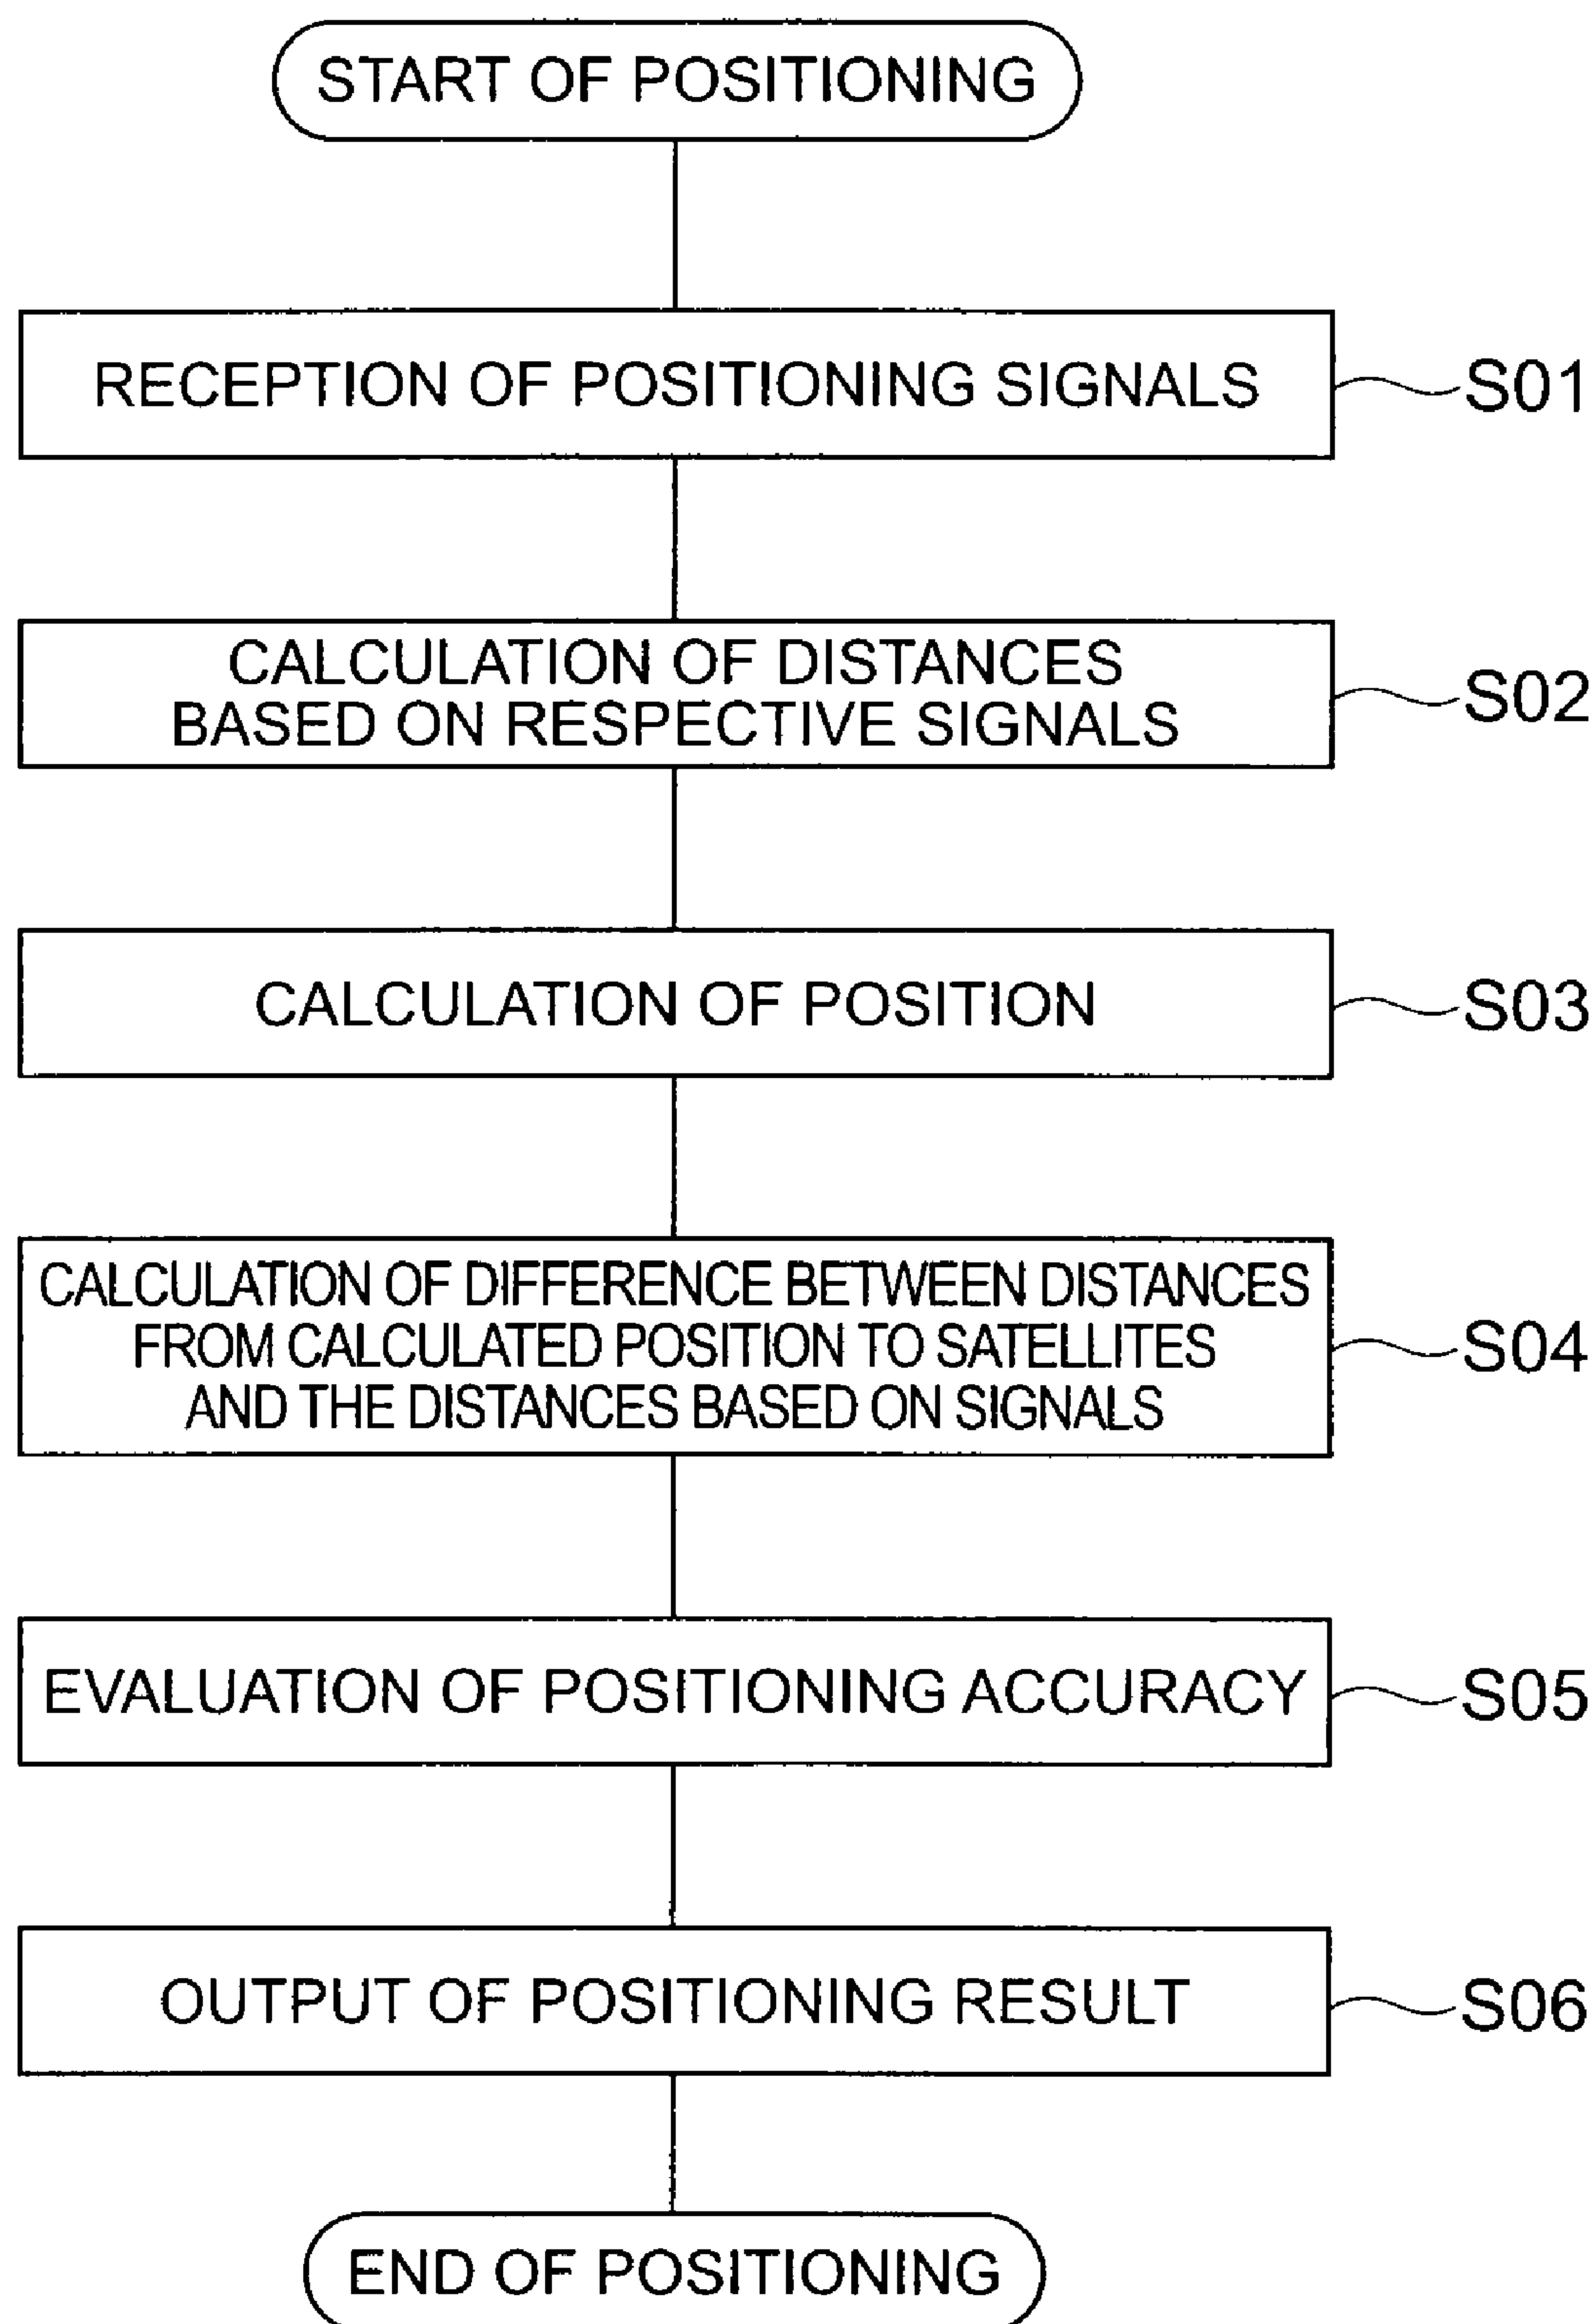 START OF POSITIONING
RECEPTION OF POSITIONING SIGNALS
S01
CALCULATION OF DISTANCES
BASED ON RESPECTIVE SIGNALS
S02
CALCULATION OF POSITION
S03
CALCULATION OF DIFFERENCE BETWEEN DISTANCES
FROM CALCULATED POSITION TO SATELLITES
AND THE DISTANCES BASED ON SIGNALS
S04
EVALUATION OF POSITIONING ACCURACY
S05
OUTPUT OF POSITIONING RESULT
S06
END OF POSITIONING